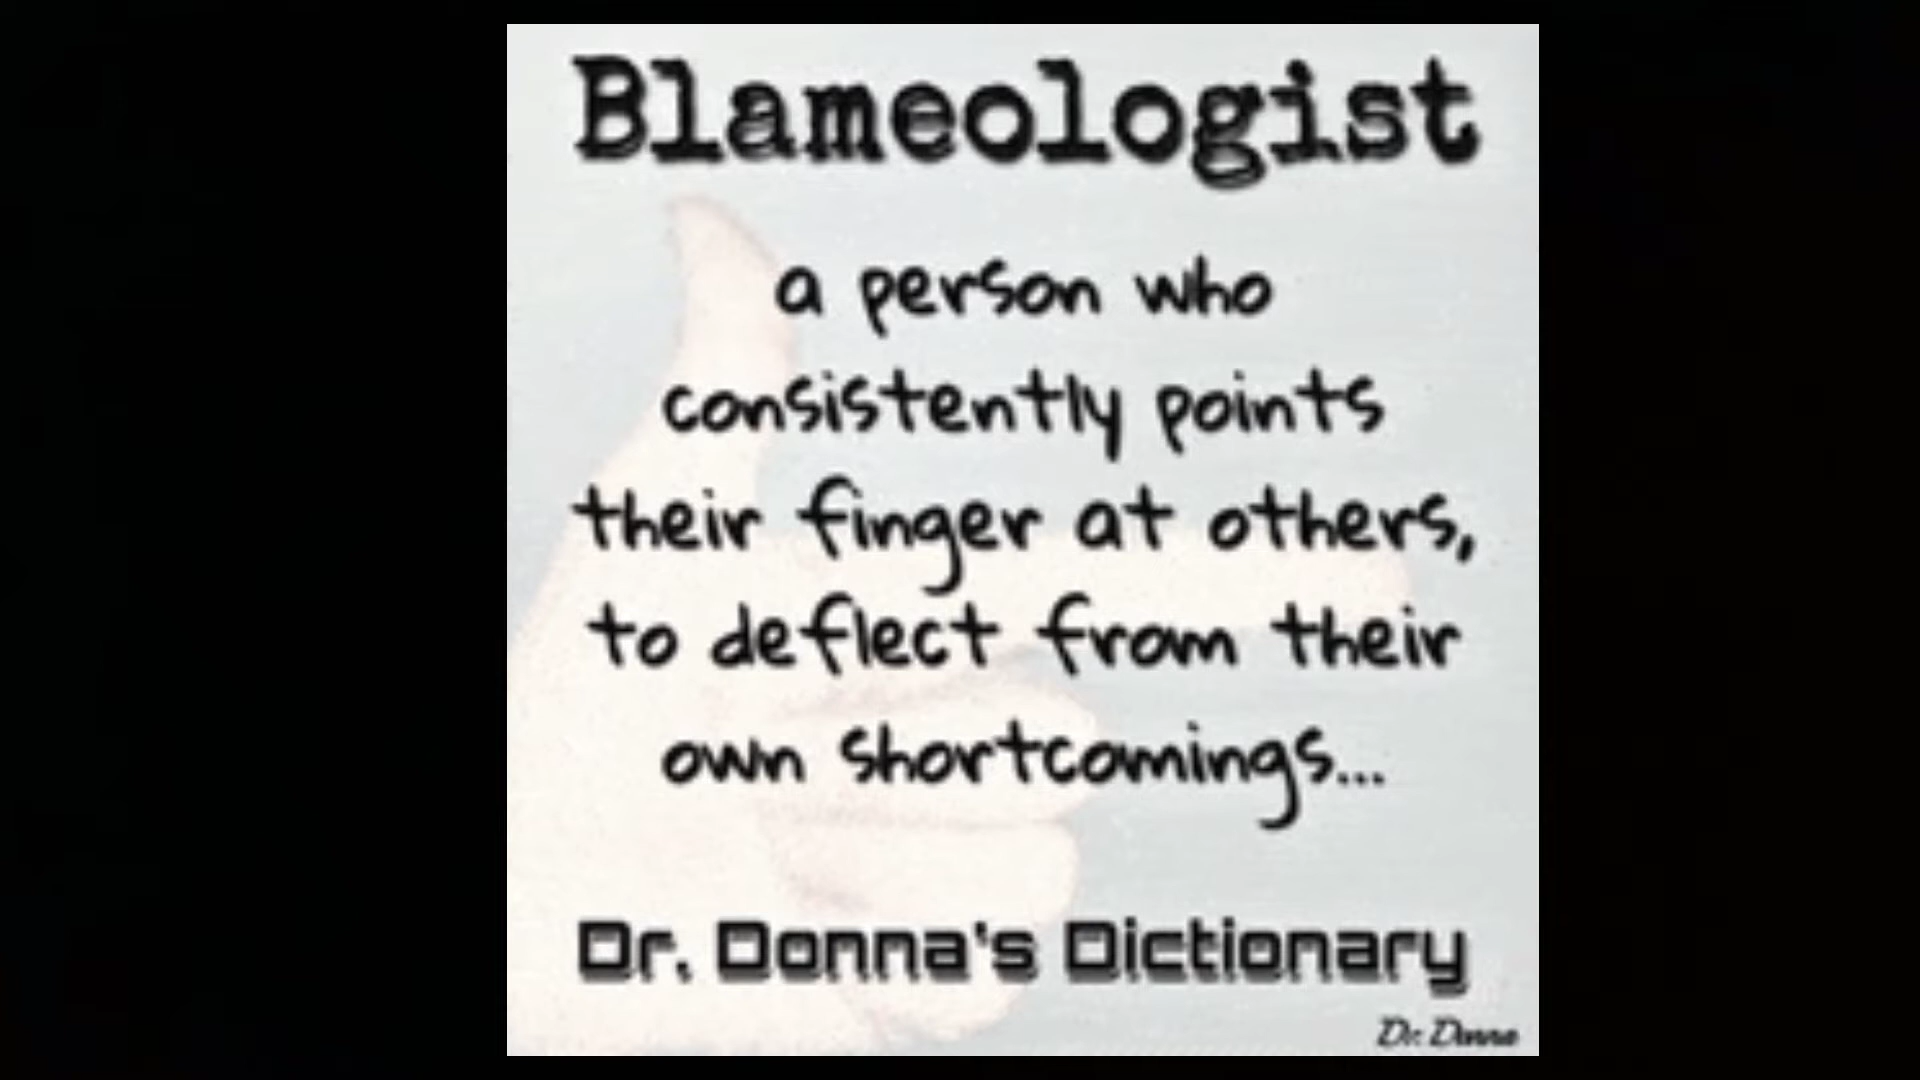 Blameologist
a person who
consistently points
their finger at others,
to deflect from their
own shortcomings...
Dr. Donna's Dictionary
Dr. Donna